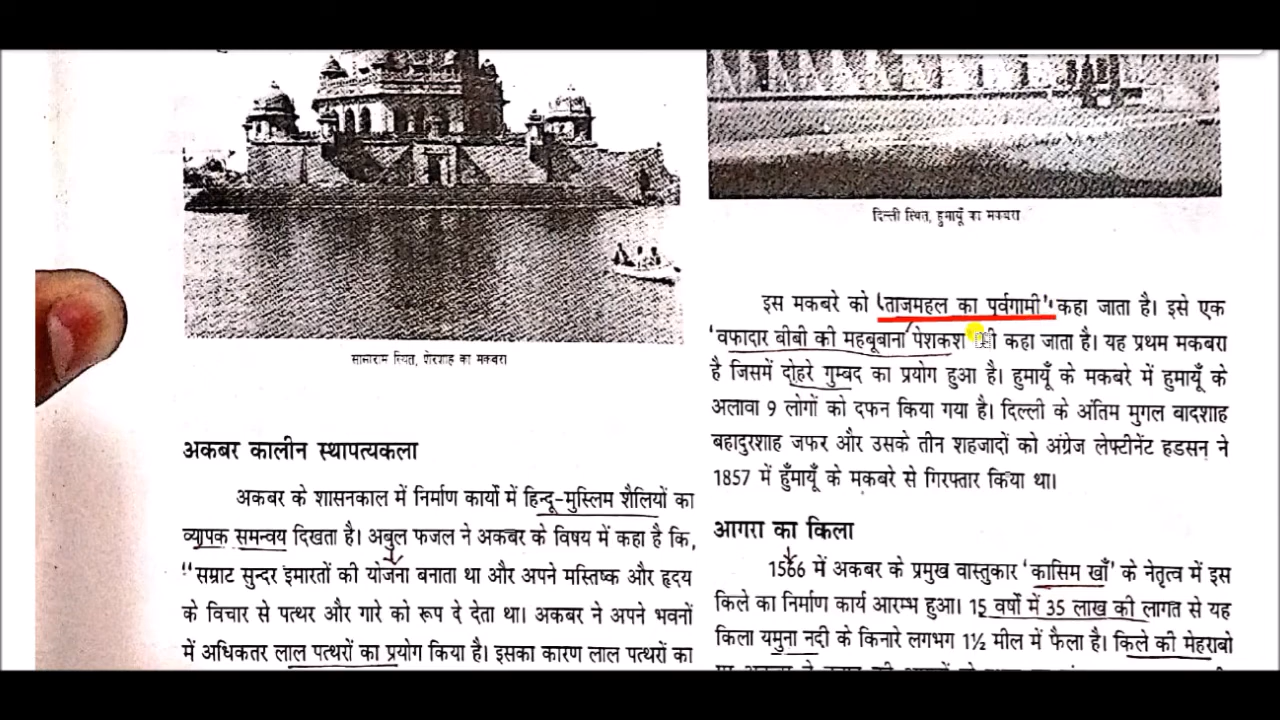 सासाराम स्थित, शेरशाह का मकबरा
अकबर कालीन स्थापत्यकला
अकबर के शासनकाल में निर्माण कार्यो में हिन्दू-मुस्लिम शैलियों का
व्यापक समन्वय दिखता है। अबुल फजल ने अकबर के विषय में कहा है कि,
"सम्राट सुन्दर इमारतों की योजना बनाता था और अपने मस्तिष्क और हृदय
के विचार से पत्थर और गारे को रूप दे देता था। अकबर ने अपने भवनों
में अधिकतर लाल पत्थरों का प्रयोग किया है। इसका कारण लाल पत्थरों का
दिल्ली स्थित, हुमायूँ का मकबरा
इस मकबरे को 'ताजमहल का पूर्वगामी' कहा जाता है। इसे एक
'वफादार बीबी की महबूबाना पेशकश' भी कहा जाता है। यह प्रथम मकबरा
है जिसमें दोहरे गुम्बद का प्रयोग हुआ है। हुमायूँ के मकबरे में हुमायूँ के
अलावा 9 लोगों को दफन किया गया है। दिल्ली के अंतिम मुगल बादशाह
बहादुरशाह जफर और उसके तीन शहजादों को अंग्रेज लेफ्टीनेंट हडसन ने
1857 में हुँमायूँ के मकबरे से गिरफ्तार किया था।
आगरा का किला
1566 में अकबर के प्रमुख वास्तुकार 'कासिम खाँ' के नेतृत्व में इस
किले का निर्माण कार्य आरम्भ हुआ। 15 वर्षो में 35 लाख की लागत से यह
किला यमुना नदी के किनारे लगभग 1½ मील में फैला है। किले की मेहराबो